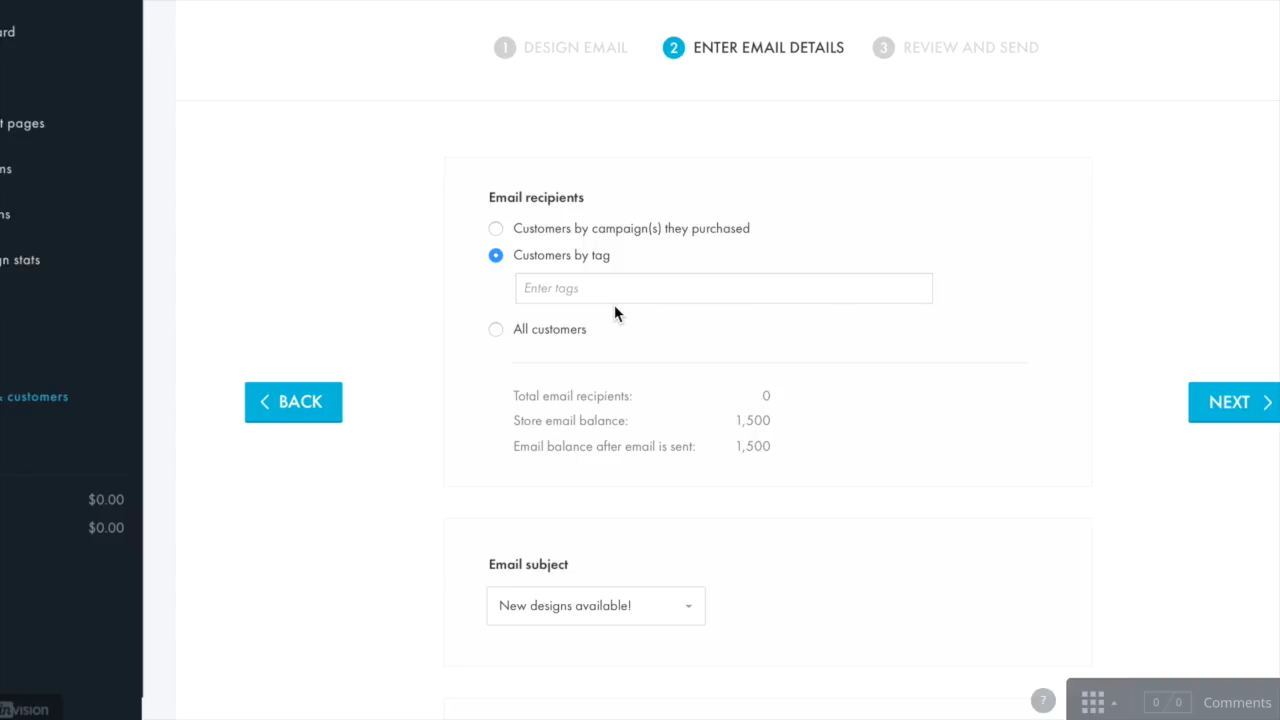 ard
1 DESIGN EMAIL 2 ENTER EMAIL DETAILS 3 REVIEW AND SEND
t pages
ns
ns
gn stats
& customers
$0.00
$0.00
Email recipients
Customers by campaign(s) they purchased
Customers by tag
Enter tags
All customers
Total email recipients: 0
Store email balance: 1,500
Email balance after email is sent: 1,500
BACK
NEXT
Email subject
New designs available!
invision
?
0 / 0 Comments